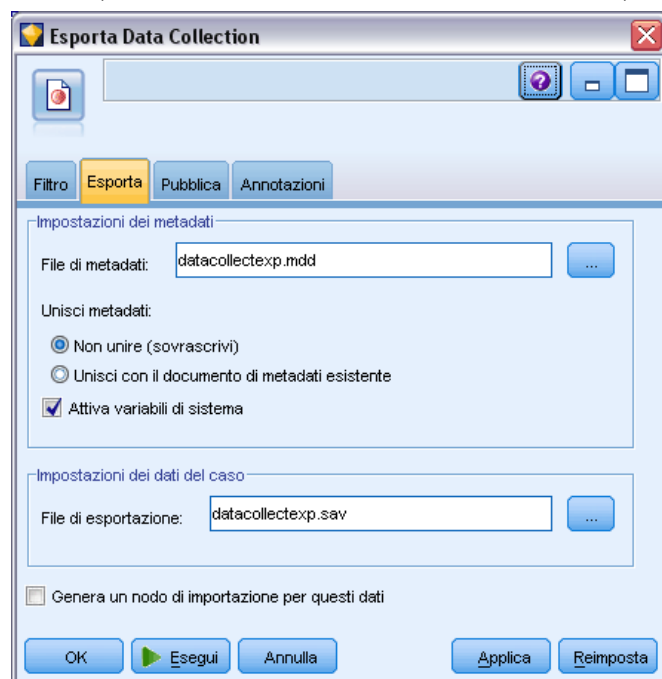 Esporta Data Collection
Filtro Esporta Pubblica Annotazioni
Impostazioni dei metadati
File di metadati: datacollectexp.mdd ...
Unisci metadati:
Non unire (sovrascrivi)
Unisci con il documento di metadati esistente
Attiva variabili di sistema
Impostazioni dei dati del caso
File di esportazione: datacollectexp.sav ...
Genera un nodo di importazione per questi dati
OK Esegui Annulla Applica Reimposta